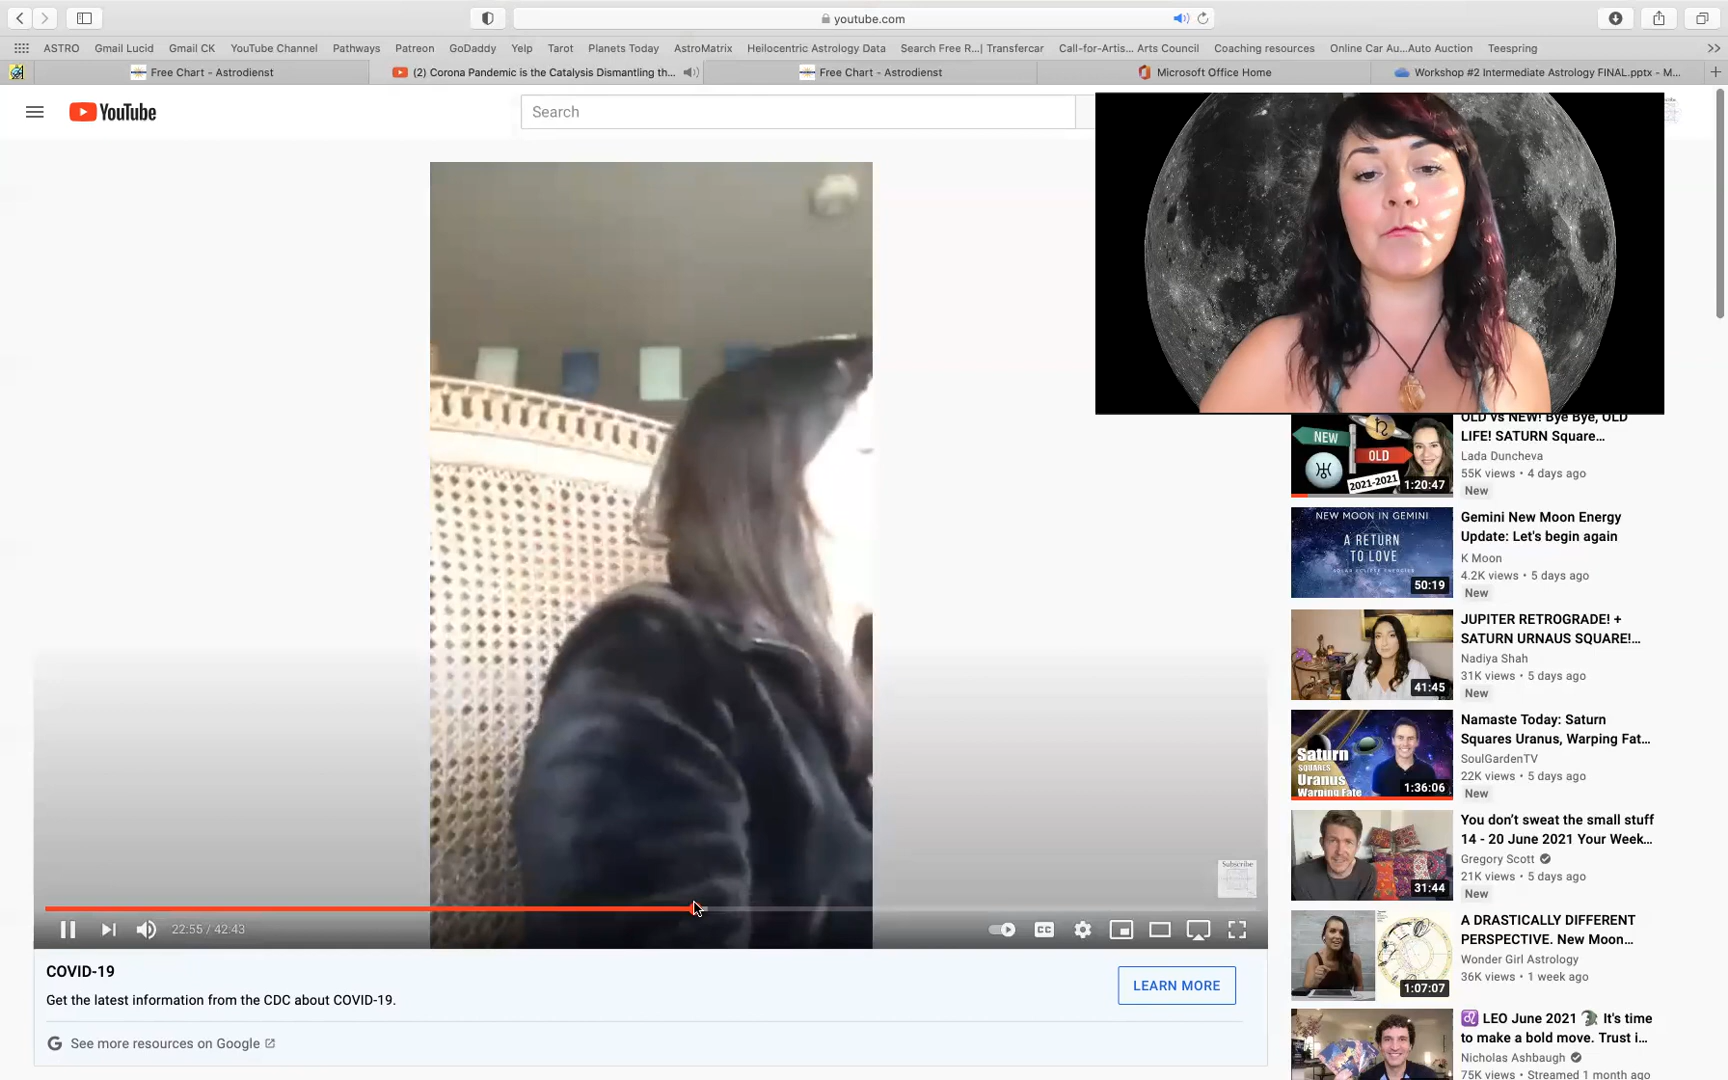 youtube.com
ASTRO Gmail Lucid Gmail CK YouTube Channel Pathways Patreon GoDaddy Yelp Tarot Planets Today AstroMatrix Heilocentric Astrology Data Search Free R...| Transfercar Call-for-Artis... Arts Council Coaching resources Online Car Au...Auto Auction Teespring
Free Chart - Astrodienst (2) Corona Pandemic is the Catalysis Dismantling th... Free Chart - Astrodienst Microsoft Office Home Workshop #2 Intermediate Astrology FINAL.pptx - M...
YouTube
Search
OLD vs NEW! Bye Bye, OLD
LIFE! SATURN Square...
Lada Duncheva
55K views • 4 days ago
New
NEW
OLD
2021-2021
1:20:47
Gemini New Moon Energy
Update: Let's begin again
K Moon
4.2K views • 5 days ago
New
NEW MOON IN GEMINI
A RETURN
TO LOVE
50:19
JUPITER RETROGRADE! +
SATURN URNAUS SQUARE!...
Nadiya Shah
31K views • 5 days ago
New
41:45
Namaste Today: Saturn
Squares Uranus, Warping Fat...
SoulGardenTV
22K views • 5 days ago
New
Saturn
SQUARES
Uranus
Warping Fate
1:36:06
You don't sweat the small stuff
14 - 20 June 2021 Your Week...
Gregory Scott
21K views • 5 days ago
New
31:44
A DRASTICALLY DIFFERENT
PERSPECTIVE. New Moon...
Wonder Girl Astrology
36K views • 1 week ago
1:07:07
LEO June 2021 It's time
to make a bold move. Trust i...
Nicholas Ashbaugh
75K views • Streamed 1 month ago
Subscribe
22:55 / 42:43
CC
COVID-19
Get the latest information from the CDC about COVID-19.
LEARN MORE
See more resources on Google